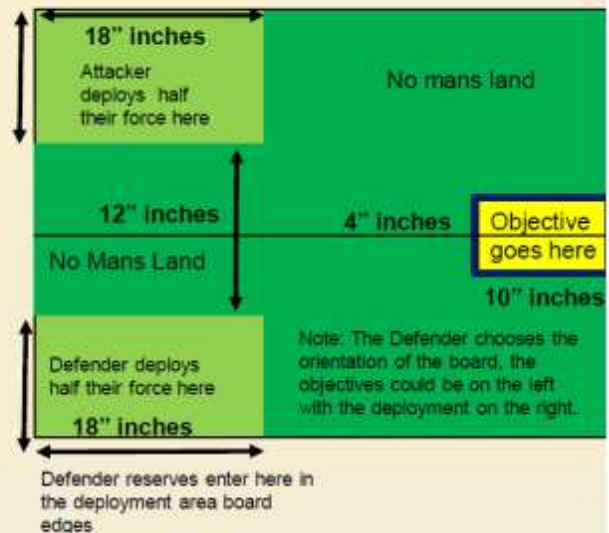 18” inches
Attacker
deploys half
their force here
No mans land
12” inches
4” inches
Objective
goes here
No Mans Land
10” inches
Defender deploys
half their force here
18” inches
Note: The Defender chooses the
orientation of the board, the
objectives could be on the left
with the deployment on the right.
Defender reserves enter here in
the deployment area board
edges